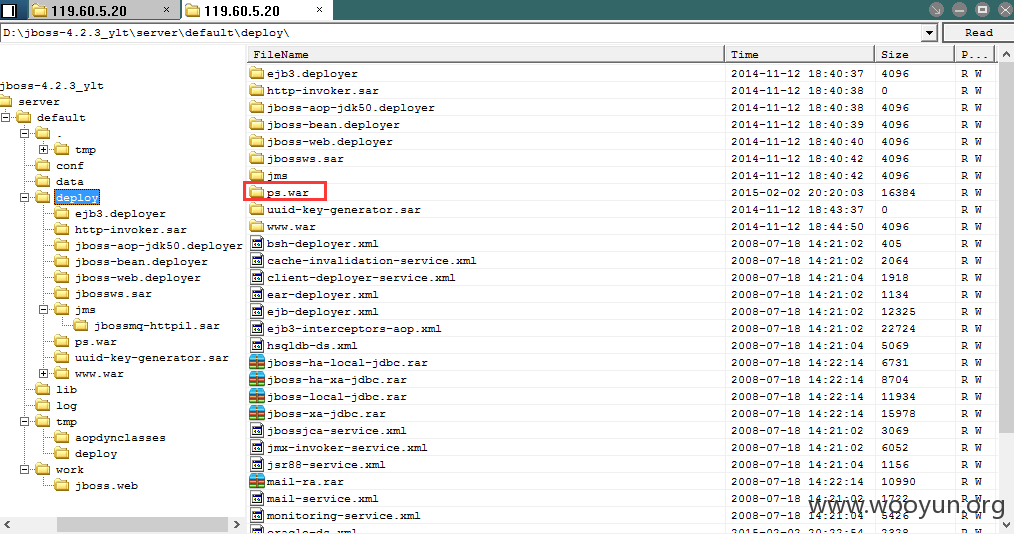 119.60.5.20 × 119.60.5.20 ×
D:\jboss-4.2.3_ylt\server\default\deploy\ Read
jboss-4.2.3_ylt
server
default
.
tmp
conf
data
deploy
ejb3.deployer
http-invoker.sar
jboss-aop-jdk50.deployer
jboss-bean.deployer
jboss-web.deployer
jbossws.sar
jms
jbossmq-httpil.sar
ps.war
uuid-key-generator.sar
www.war
lib
log
tmp
aopdynclasses
deploy
work
jboss.web
FileName Time Size P...
ejb3.deployer 2014-11-12 18:40:37 4096 R W
http-invoker.sar 2014-11-12 18:40:38 0 R W
jboss-aop-jdk50.deployer 2014-11-12 18:40:38 4096 R W
jboss-bean.deployer 2014-11-12 18:40:39 4096 R W
jboss-web.deployer 2014-11-12 18:40:40 4096 R W
jbossws.sar 2014-11-12 18:40:42 4096 R W
jms 2014-11-12 18:40:42 4096 R W
ps.war 2015-02-02 20:20:03 16384 R W
uuid-key-generator.sar 2014-11-12 18:43:37 0 R W
www.war 2014-11-12 18:44:50 4096 R W
bsh-deployer.xml 2008-07-18 14:21:02 405 R W
cache-invalidation-service.xml 2008-07-18 14:21:02 2064 R W
client-deployer-service.xml 2008-07-18 14:21:04 1918 R W
ear-deployer.xml 2008-07-18 14:21:02 1134 R W
ejb-deployer.xml 2008-07-18 14:21:02 12325 R W
ejb3-interceptors-aop.xml 2008-07-18 14:21:02 22724 R W
hsqldb-ds.xml 2008-07-18 14:21:04 5069 R W
jboss-ha-local-jdbc.rar 2008-07-18 14:22:14 6731 R W
jboss-ha-xa-jdbc.rar 2008-07-18 14:22:14 8704 R W
jboss-local-jdbc.rar 2008-07-18 14:22:14 11934 R W
jboss-xa-jdbc.rar 2008-07-18 14:22:14 15978 R W
jbossjca-service.xml 2008-07-18 14:21:02 3069 R W
jmx-invoker-service.xml 2008-07-18 14:21:02 6052 R W
jsr88-service.xml 2008-07-18 14:21:04 1156 R W
mail-ra.rar 2008-07-18 14:22:14 10990 R W
mail-service.xml 2008-07-18 14:21:02 1722 R W
monitoring-service.xml 2008-07-18 14:21:04 5426 R W
www.wooyun.org